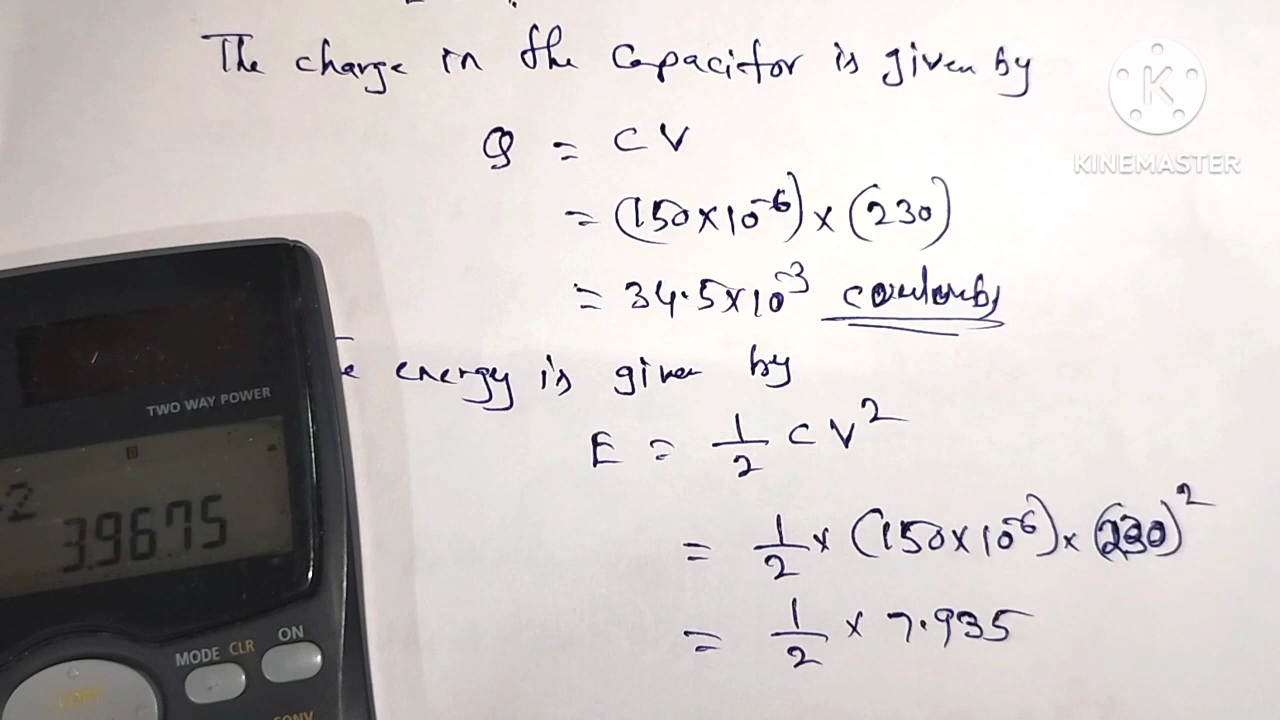 The charge in the capacitor is given by
Q = CV
= (150×10⁻⁶) × (230)
= 34.5×10⁻³ coulombs
e energy is given by
E = 1/2 CV²
= 1/2 × (150×10⁻⁶) × (230)²
= 1/2 × 7.935
K
KINEMASTER
TWO WAY POWER
D
2
3.9675
MODE CLR ON